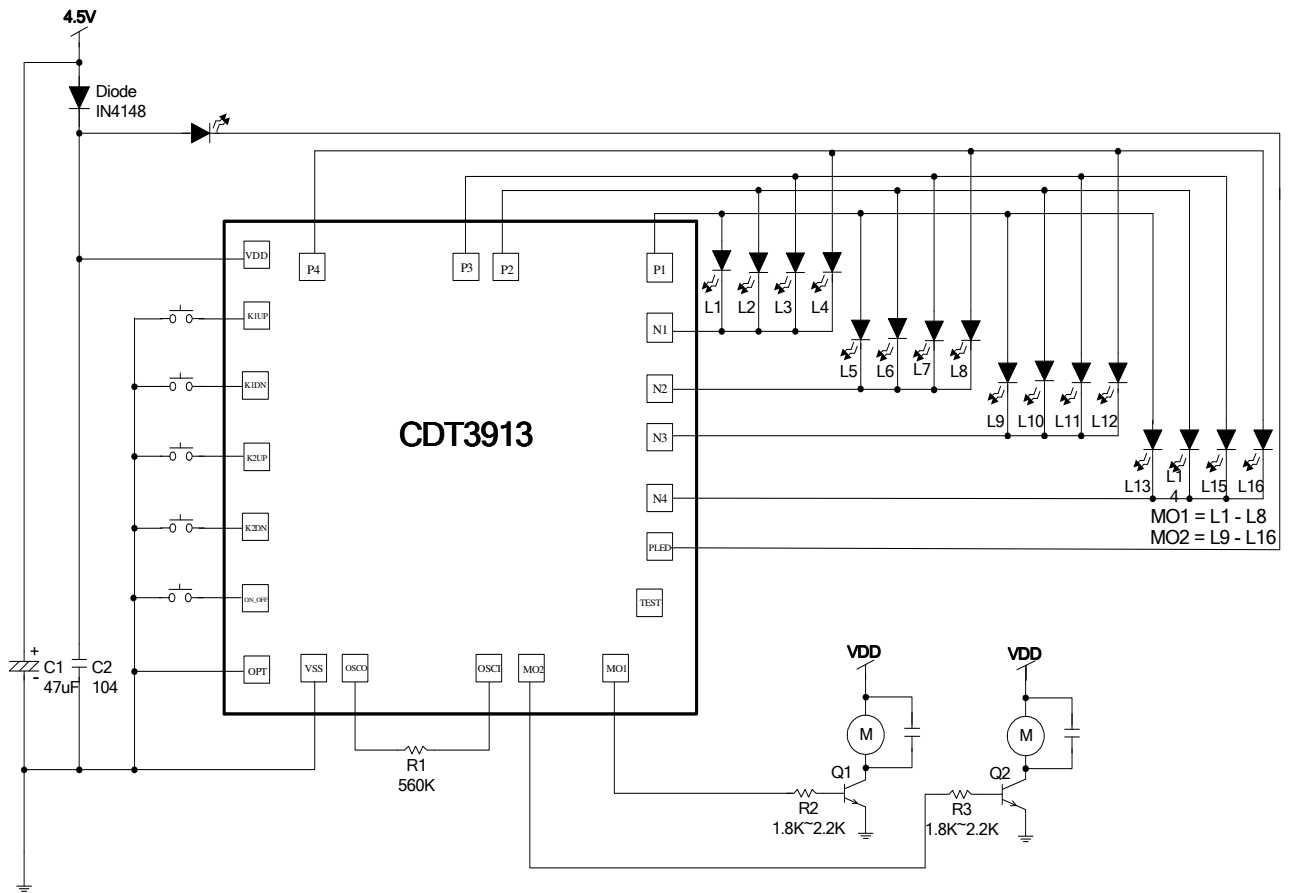 4.5V
Diode
IN4148
VDD
P4
P3
P2
P1
K1UP
N1
L1
L2
L3
L4
K1DN
N2
L5
L6
L7
L8
CDT3913
N3
L9
L10
L11
L12
K2UP
N4
L13
L1
4
L15
L16
MO1 = L1 - L8
MO2 = L9 - L16
K2DN
PLED
ON_OFF
TEST
OPT
VSS
OSCO
OSCI
MO2
MO1
+
-
C1
47uF
C2
104
R1
560K
VDD
VDD
M
M
Q1
Q2
R2
1.8K~2.2K
R3
1.8K~2.2K